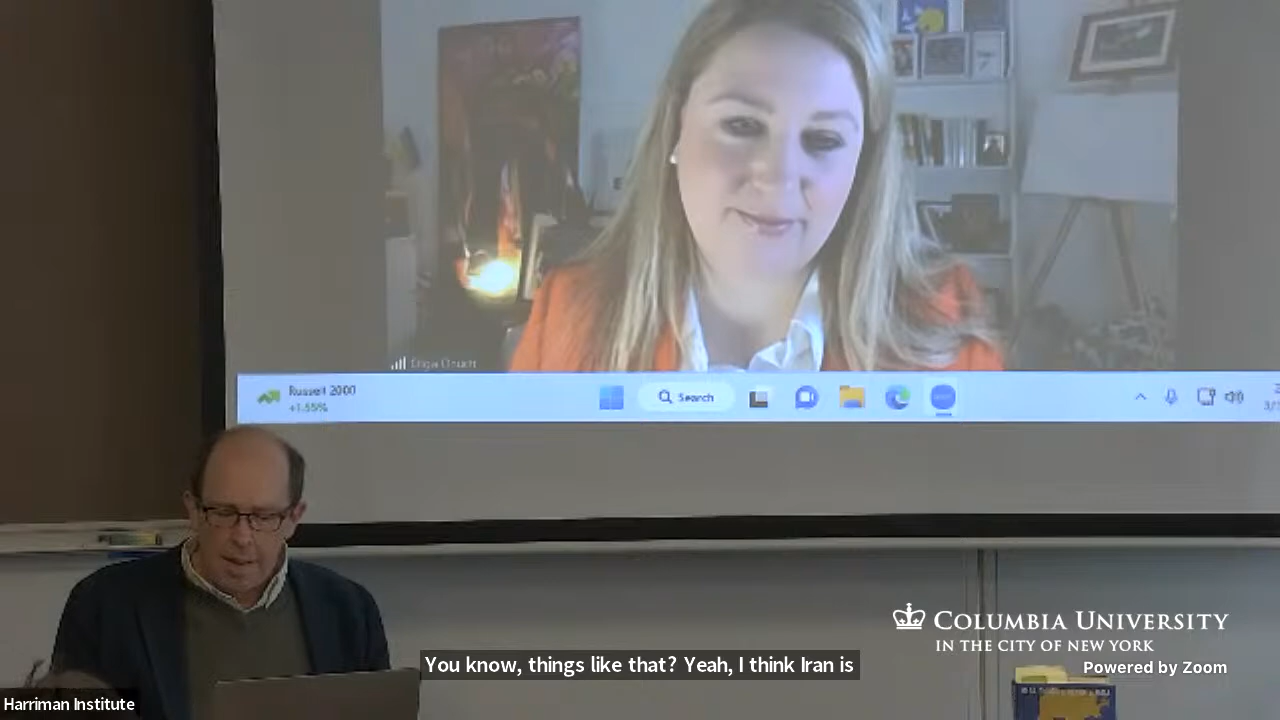 Russell 2000
+1.55%
Search
COLUMBIA UNIVERSITY
IN THE CITY OF NEW YORK
Powered by Zoom
You know, things like that? Yeah, I think Iran is
Harriman Institute